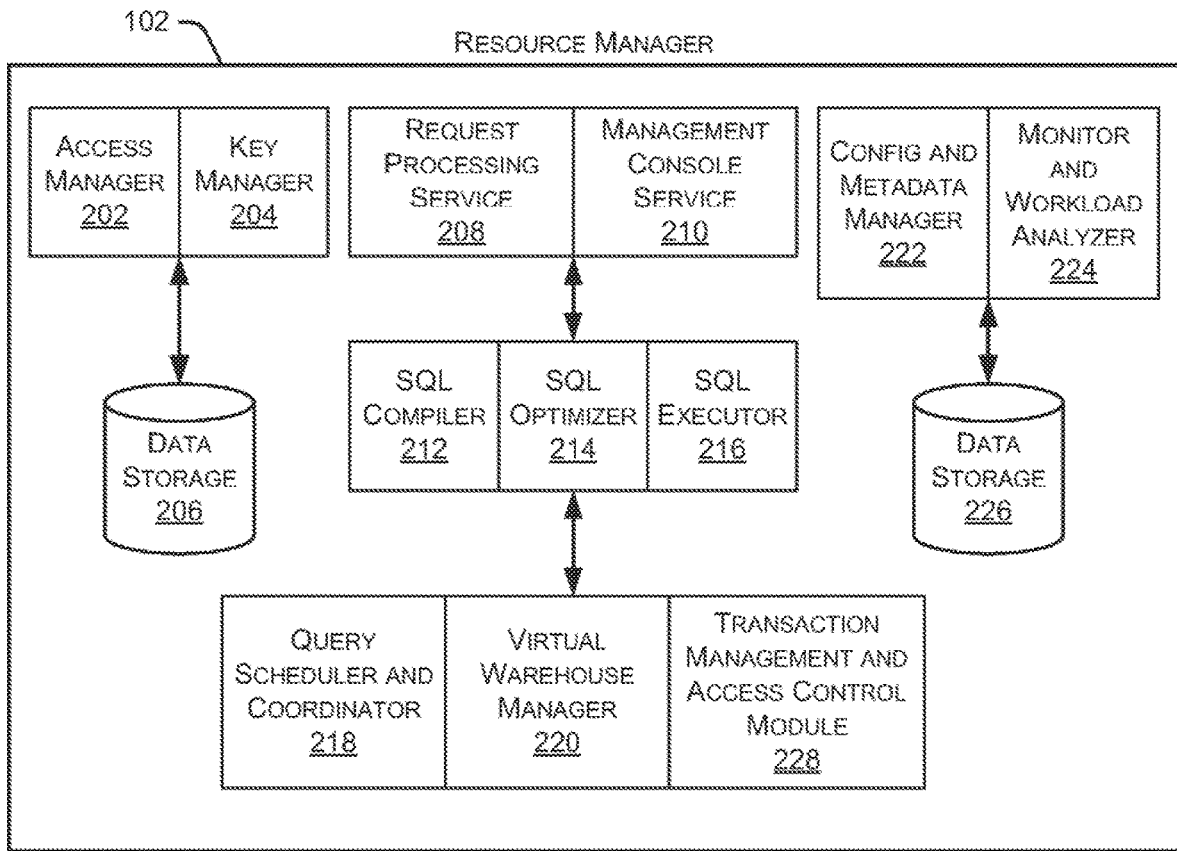 102
RESOURCE MANAGER
ACCESS
MANAGER
202
KEY
MANAGER
204
REQUEST
PROCESSING
SERVICE
208
MANAGEMENT
CONSOLE
SERVICE
210
CONFIG AND
METADATA
MANAGER
222
MONITOR
AND
WORKLOAD
ANALYZER
224
SQL
COMPILER
212
SQL
OPTIMIZER
214
SQL
EXECUTOR
216
DATA
STORAGE
206
DATA
STORAGE
226
QUERY
SCHEDULER AND
COORDINATOR
218
VIRTUAL
WAREHOUSE
MANAGER
220
TRANSACTION
MANAGEMENT AND
ACCESS CONTROL
MODULE
228